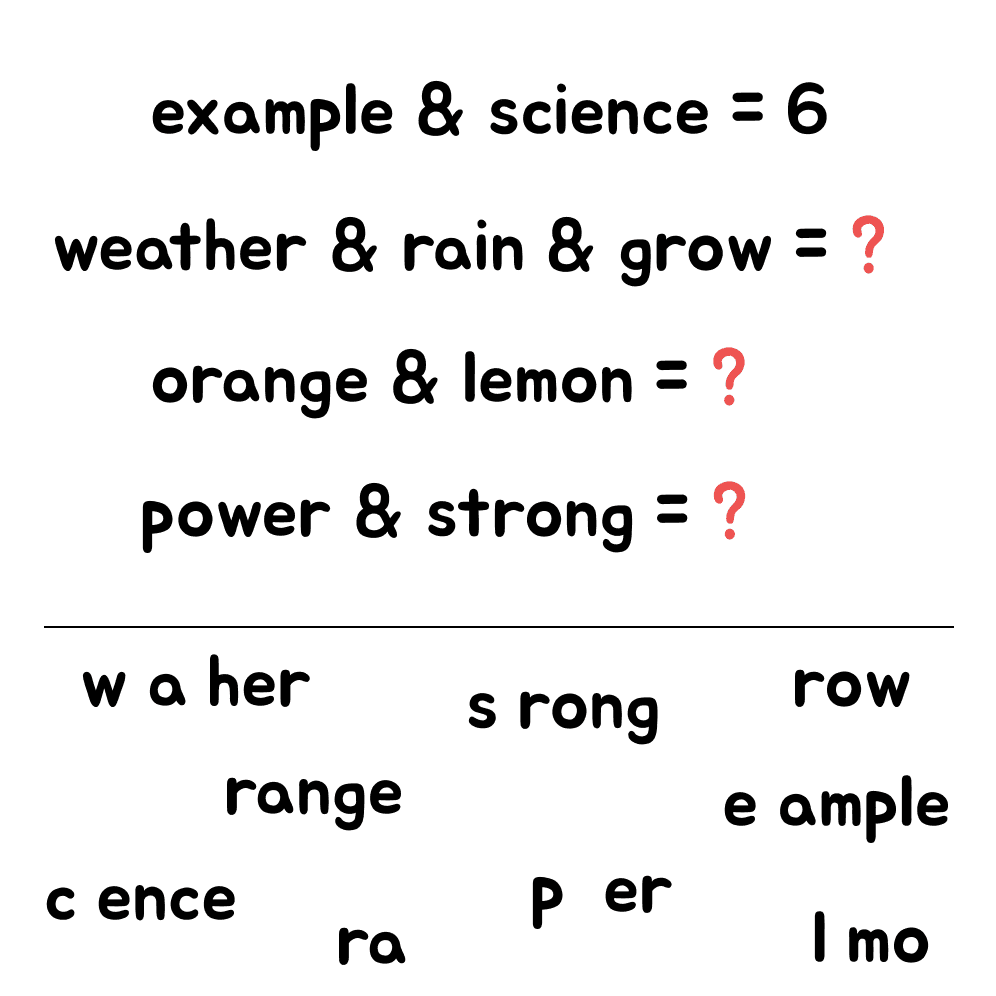 example & science = 6
weather & rain & grow = ?
orange & lemon = ?
power & strong = ?
w a her
s rong
row
range
e ample
c ence
ra
p er
l mo